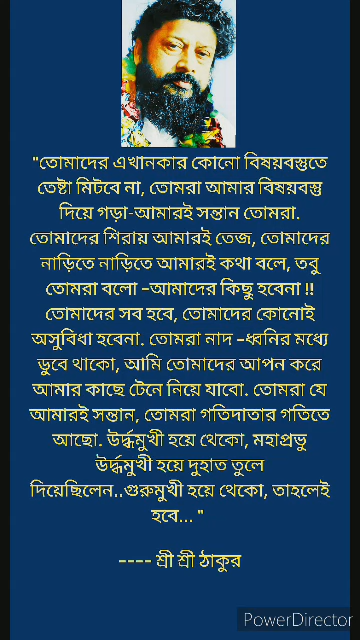 "তোমাদের এখানকার কোনো বিষয়বস্তুতে
তেষ্টা মিটবে না, তোমরা আমার বিষয়বস্তু
দিয়ে গড়া-আমারই সন্তান তোমরা.
তোমাদের শিরায় আমারই তেজ, তোমাদের
নাড়িতে নাড়িতে আমারই কথা বলে, তবু
তোমরা বলো –আমাদের কিছু হবেনা !!
তোমাদের সব হবে, তোমাদের কোনোই
অসুবিধা হবেনা. তোমরা নাদ –ধ্বনির মধ্যে
ডুবে থাকো, আমি তোমাদের আপন করে
আমার কাছে টেনে নিয়ে যাবো. তোমরা যে
আমারই সন্তান, তোমরা গতিদাতার গতিতে
আছো. উর্দ্ধমুখী হয়ে থেকো, মহাপ্রভু
উর্দ্ধমুখী হয়ে দুহাত তুলে
দিয়েছিলেন..গুরুমুখী হয়ে থেকো, তাহলেই
হবে... "
---- শ্রী শ্রী ঠাকুর
PowerDirector